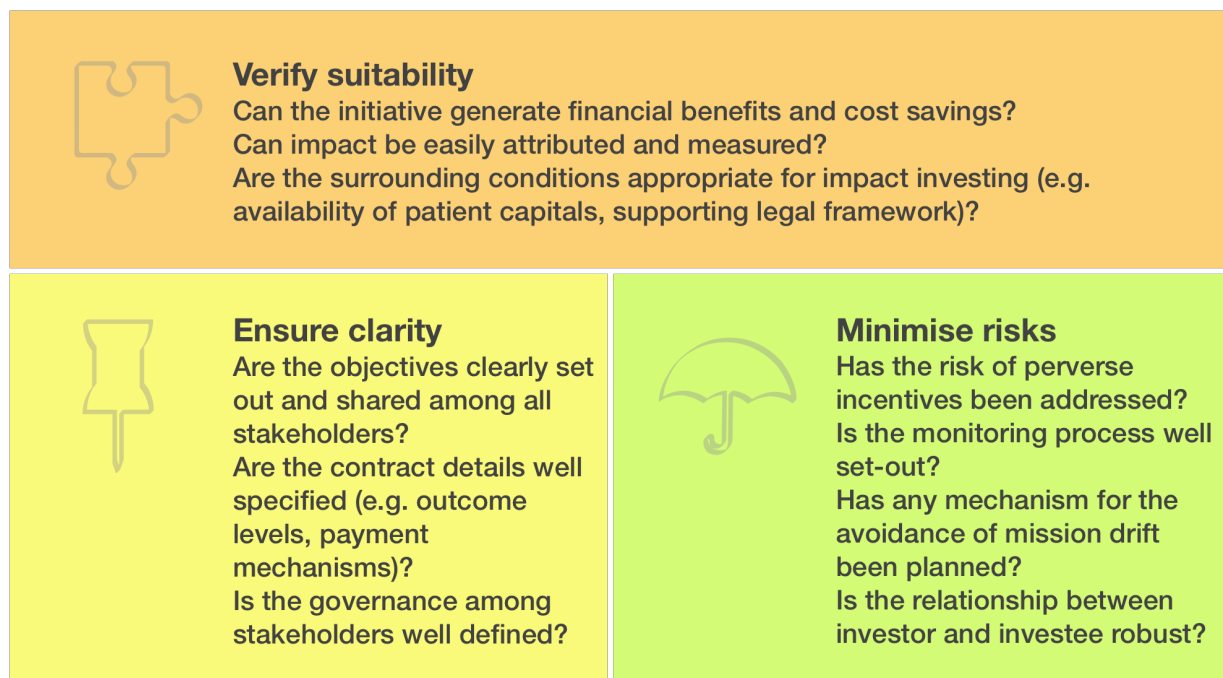 Verify suitability
Can the initiative generate financial benefits and cost savings?
Can impact be easily attributed and measured?
Are the surrounding conditions appropriate for impact investing (e.g.
availability of patient capitals, supporting legal framework)?
Ensure clarity
Are the objectives clearly set
out and shared among all
stakeholders?
Are the contract details well
specified (e.g. outcome
levels, payment
mechanisms)?
Is the governance among
stakeholders well defined?
Minimise risks
Has the risk of perverse
incentives been addressed?
Is the monitoring process well
set-out?
Has any mechanism for the
avoidance of mission drift
been planned?
Is the relationship between
investor and investee robust?